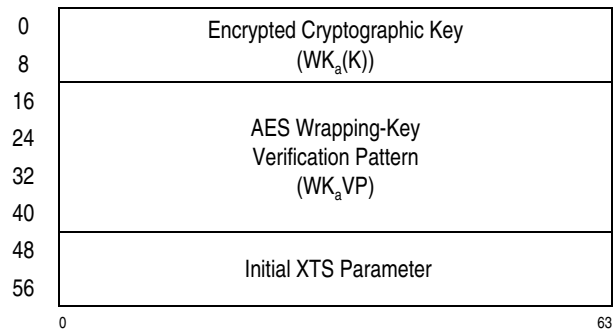 0
8
16
24
32
40
48
56
Encrypted Cryptographic Key
(WKₐ(K))
AES Wrapping-Key
Verification Pattern
(WKₐVP)
Initial XTS Parameter
0 63